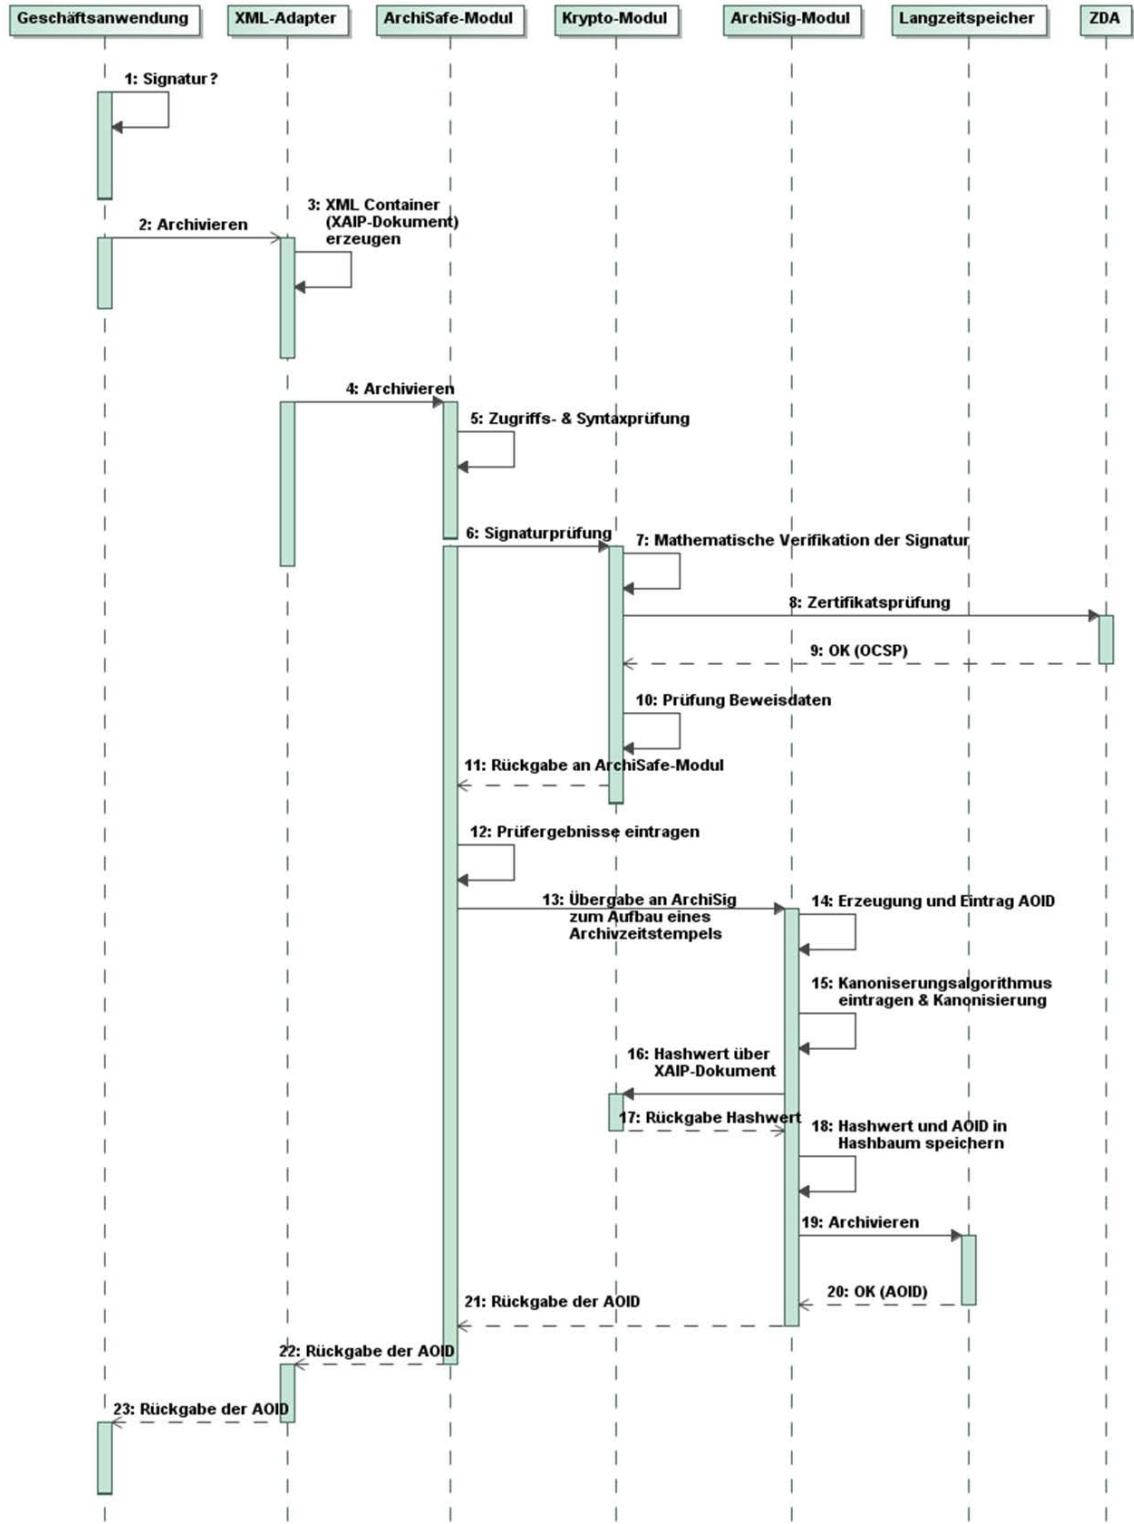 Geschäftsanwendung
XML-Adapter
ArchiSafe-Modul
Krypto-Modul
ArchiSig-Modul
Langzeitspeicher
ZDA
1: Signatur?
2: Archivieren
3: XML Container
(XAIP-Dokument)
erzeugen
4: Archivieren
5: Zugriffs- & Syntaxprüfung
6: Signaturprüfung
7: Mathematische Verifikation der Signatur
8: Zertifikatsprüfung
9: OK (OCSP)
10: Prüfung Beweisdaten
11: Rückgabe an ArchiSafe-Modul
12: Prüfergebnisse eintragen
13: Übergabe an ArchiSig
zum Aufbau eines
Archivzeitstempels
14: Erzeugung und Eintrag AOID
15: Kanoniserungsalgorithmus
eintragen & Kanonisierung
16: Hashwert über
XAIP-Dokument
17: Rückgabe Hashwert
18: Hashwert und AOID in
Hashbaum speichern
19: Archivieren
20: OK (AOID)
21: Rückgabe der AOID
22: Rückgabe der AOID
23: Rückgabe der AOID